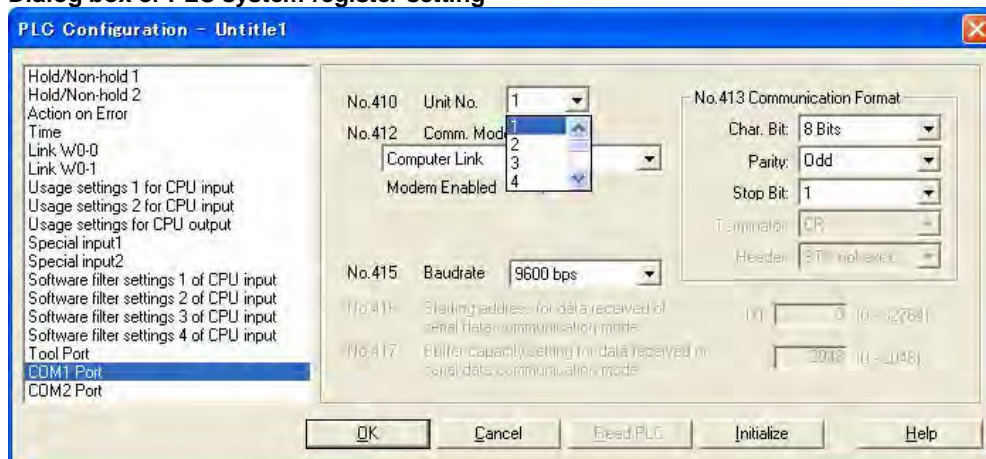 Dialog box of PLC system register setting
PLC Configuration - Untitle1
Hold/Non-hold 1
Hold/Non-hold 2
Action on Error
Time
Link W0-0
Link W0-1
Usage settings 1 for CPU input
Usage settings 2 for CPU input
Usage settings for CPU output
Special input1
Special input2
Software filter settings 1 of CPU input
Software filter settings 2 of CPU input
Software filter settings 3 of CPU input
Software filter settings 4 of CPU input
Tool Port
COM1 Port
COM2 Port
No.410 Unit No. 1
1
2
3
4
No.412 Comm. Mod
Computer Link
Modem Enabled
No.415 Baudrate 9600 bps
No.416 Starting address for data received of
serial data communication mode
(0 - 32764)
No.417 Buffer capacity setting for data received of
serial data communication mode
2048 (0 - 2048)
No.413 Communication Format
Char. Bit: 8 Bits
Parity: Odd
Stop Bit: 1
Terminator: CR
Header: STX not exist
OK
Cancel
Read PLC
Initialize
Help